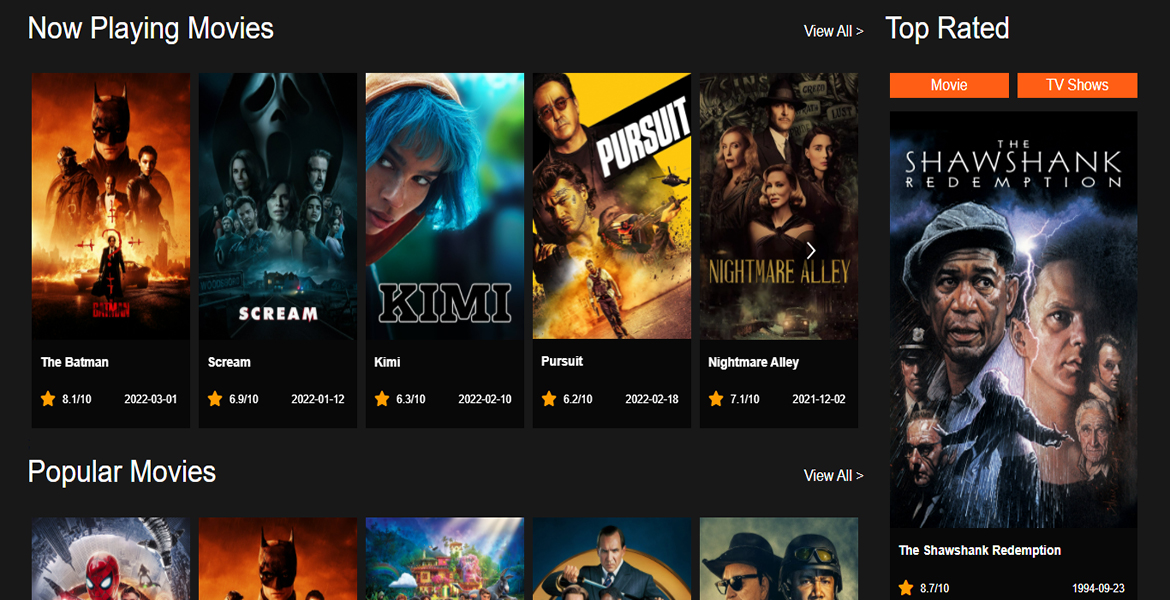 Now Playing Movies
View All >
Top Rated
Movie
TV Shows
THE
SHAWSHANK
REDEMPTION
PURSUIT
BATMAN
SCREAM
KIMI
NIGHTMARE ALLEY
The Batman
Scream
Kimi
Pursuit
Nightmare Alley
8.1/10 2022-03-01
6.9/10 2022-01-12
6.3/10 2022-02-10
6.2/10 2022-02-18
7.1/10 2021-12-02
Popular Movies
View All >
The Shawshank Redemption
8.7/10 1994-09-23